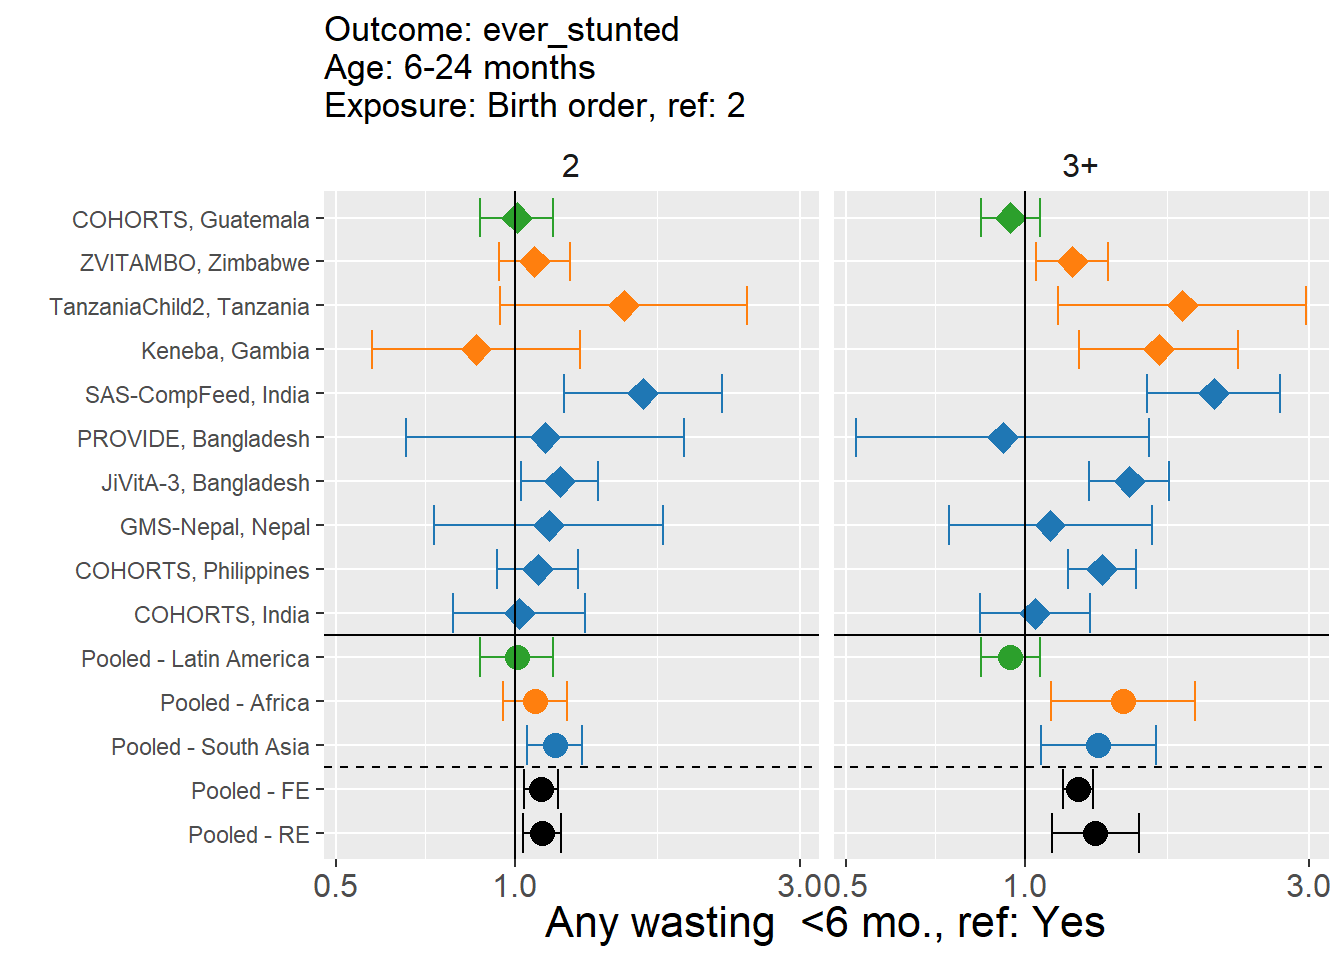 Outcome: ever_stunted
Age: 6-24 months
Exposure: Birth order, ref: 2
2
3+
COHORTS, Guatemala
ZVITAMBO, Zimbabwe
TanzaniaChild2, Tanzania
Keneba, Gambia
SAS-CompFeed, India
PROVIDE, Bangladesh
JiVitA-3, Bangladesh
GMS-Nepal, Nepal
COHORTS, Philippines
COHORTS, India
Pooled - Latin America
Pooled - Africa
Pooled - South Asia
Pooled - FE
Pooled - RE
0.5 1.0 3.0 0.5 1.0 3.0
Any wasting  <6 mo., ref: Yes